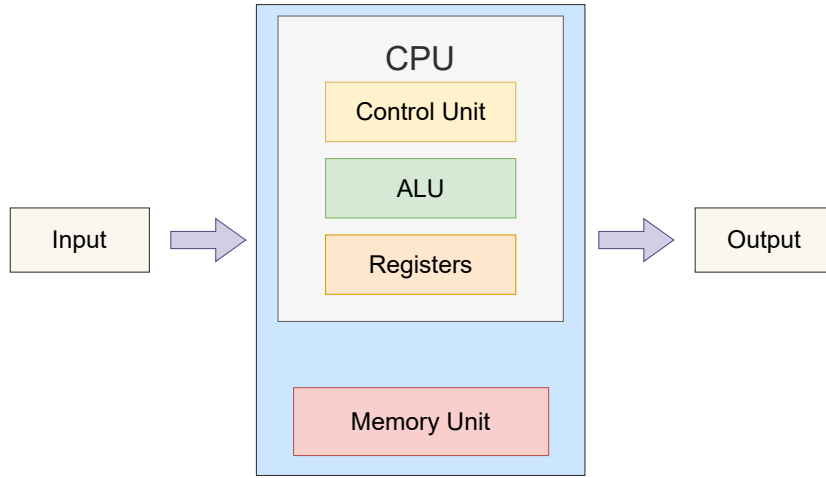 CPU
Control Unit
ALU
Input
Output
Registers
Memory Unit